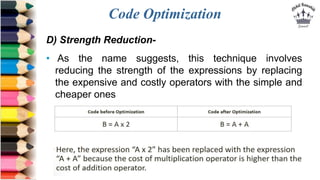 Code Optimization
D) Strength Reduction-
• As the name suggests, this technique involves
reducing the strength of the expressions by replacing
the expensive and costly operators with the simple and
cheaper ones
Code before Optimization Code after Optimization
B = A x 2 B = A + A
Here, the expression “A x 2” has been replaced with the expression
“A + A” because the cost of multiplication operator is higher than the
cost of addition operator.